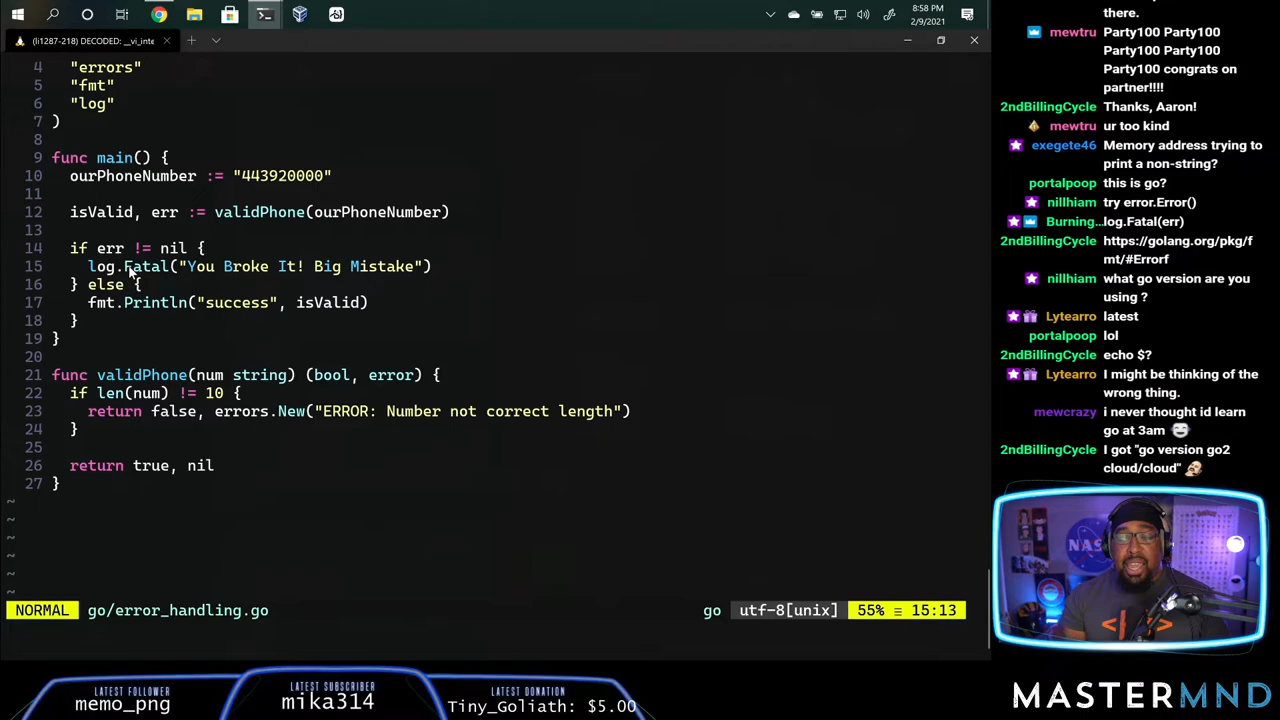 8:58 PM
2/9/2021
(li1287-218) DECODED: __vi_inte
4 "errors"
5 "fmt"
6 "log"
7 )
8
9 func main() {
10 ourPhoneNumber := "443920000"
11
12 isValid, err := validPhone(ourPhoneNumber)
13
14 if err != nil {
15 log.Fatal("You Broke It! Big Mistake")
16 } else {
17 fmt.Println("success", isValid)
18 }
19 }
20
21 func validPhone(num string) (bool, error) {
22 if len(num) != 10 {
23 return false, errors.New("ERROR: Number not correct length")
24 }
25
26 return true, nil
27 }
~
~
~
~
~
NORMAL go/error_handling.go go utf-8[unix] 55% ≡ 15:13
there.
mewtru Party100 Party100
Party100 Party100
Party100 congrats on
partner!!!!
2ndBillingCycle Thanks, Aaron!
mewtru ur too kind
exegete46 Memory address trying to
print a non-string?
portalpoop this is go?
nillhiam try error.Error()
Burning... log.Fatal(err)
2ndBillingCycle https://golang.org/pkg/f
mt/#Errorf
nillhiam what go version are you
using ?
Lytearro latest
portalpoop lol
2ndBillingCycle echo $?
Lytearro I might be thinking of the
wrong thing.
mewcrazy i never thought id learn
go at 3am
2ndBillingCycle I got "go version go2
cloud/cloud"
NAS
LATEST FOLLOWER
memo_png
LATEST SUBSCRIBER
mika314
LATEST DONATION
Tiny_Goliath: $5.00
MASTERMND